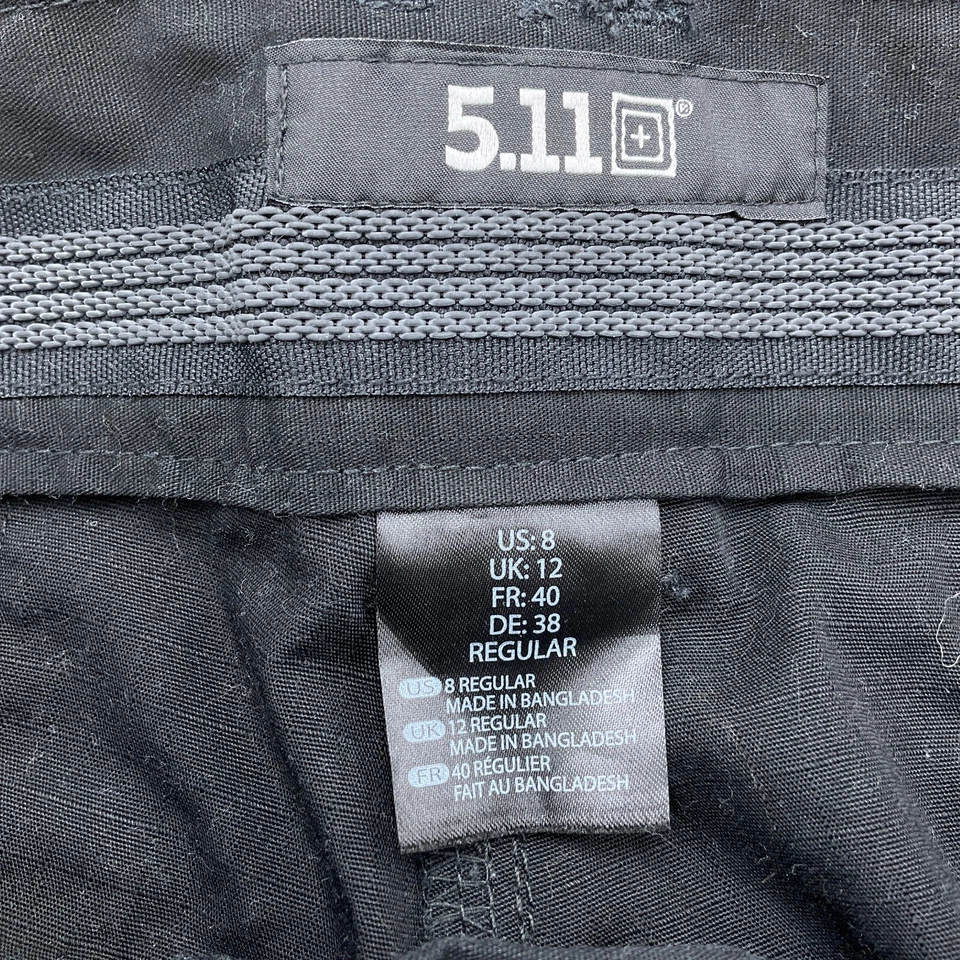 5.11®
US: 8
UK: 12
FR: 40
DE: 38
REGULAR
US 8 REGULAR
MADE IN BANGLADESH
UK 12 REGULAR
MADE IN BANGLADESH
FR 40 RÉGULIER
FAIT AU BANGLADESH